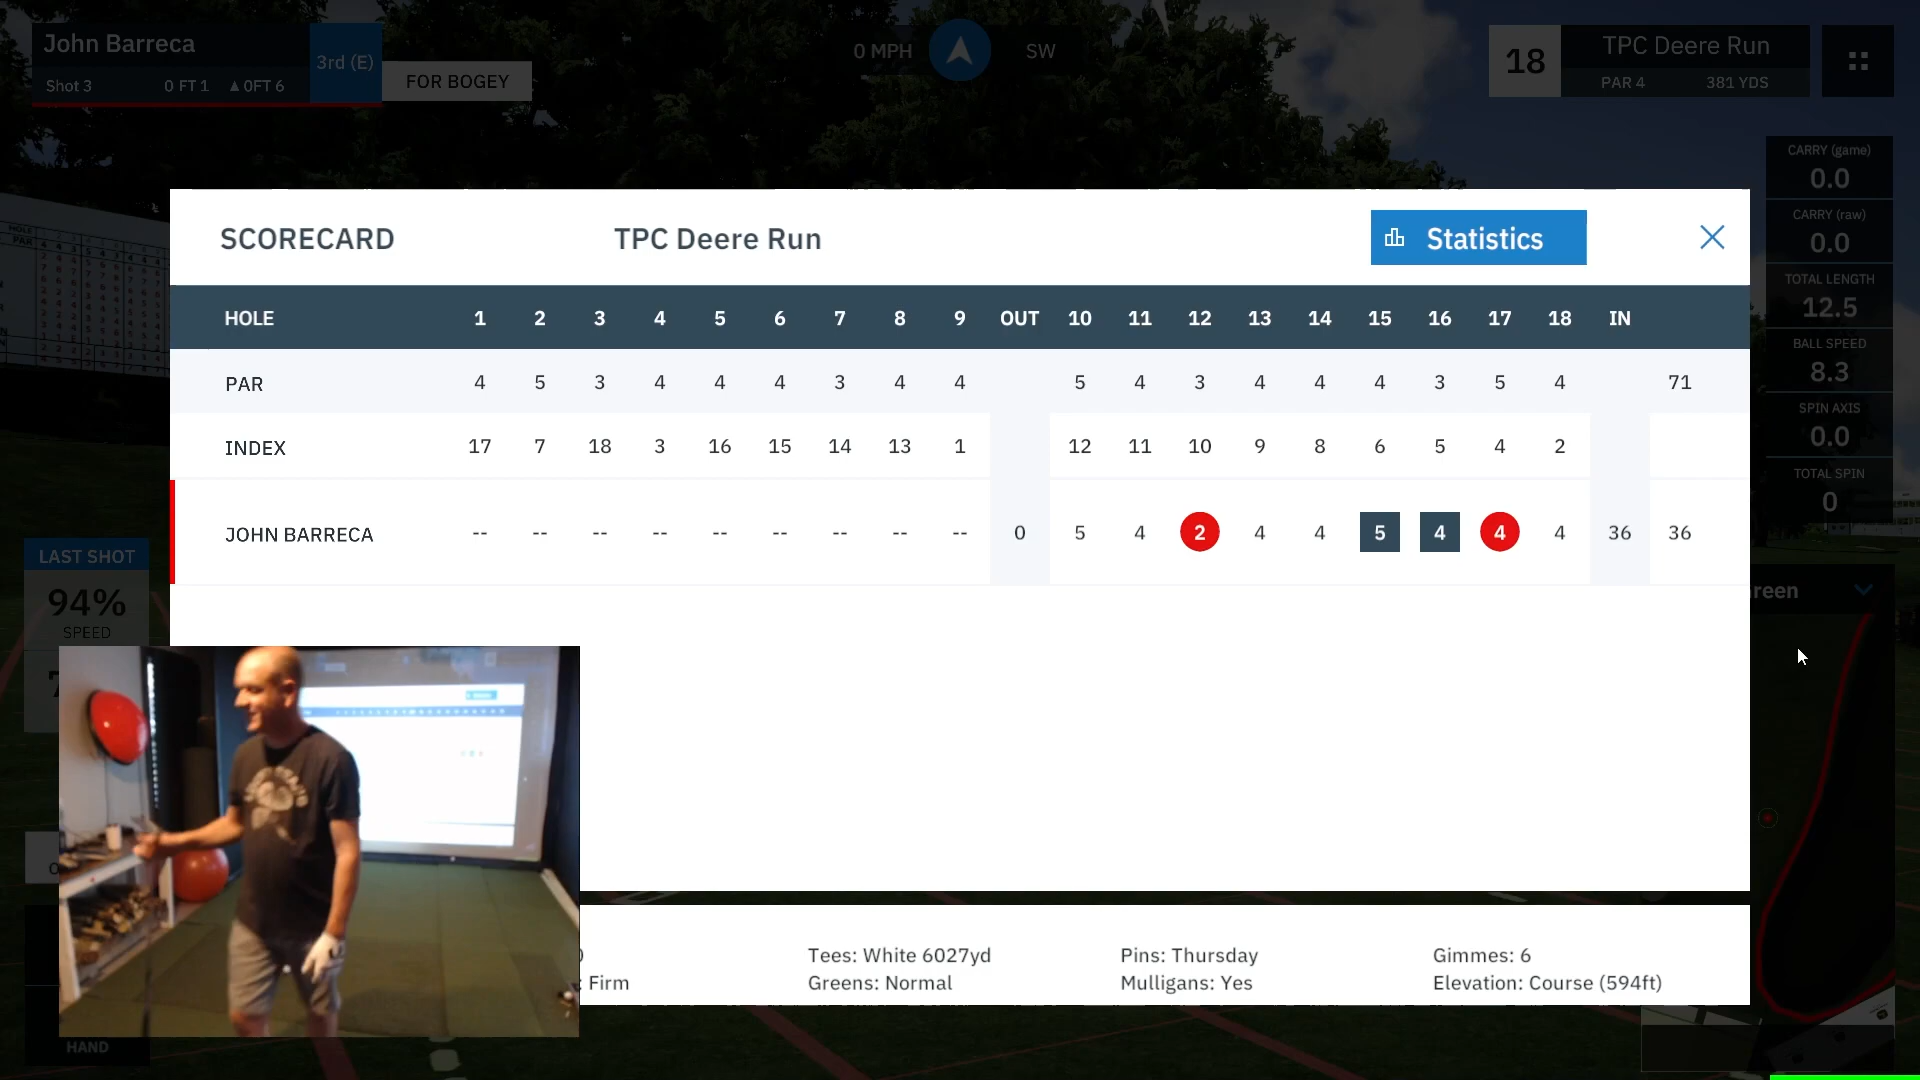 John Barreca
Shot 3 0 FT 1 ▲0FT 6
3rd (E)
FOR BOGEY
0 MPH SW
18
TPC Deere Run
PAR 4 381 YDS
CARRY (game)
0.0
CARRY (raw)
0.0
TOTAL LENGTH
12.5
BALL SPEED
8.3
SPIN AXIS
0.0
TOTAL SPIN
0
SCORECARD TPC Deere Run Statistics
HOLE 1 2 3 4 5 6 7 8 9 OUT 10 11 12 13 14 15 16 17 18 IN
PAR 4 5 3 4 4 4 3 4 4 5 4 3 4 4 4 3 5 4 71
INDEX 17 7 18 3 16 15 14 13 1 12 11 10 9 8 6 5 4 2
JOHN BARRECA -- -- -- -- -- -- -- -- -- 0 5 4 2 4 4 5 4 4 4 36 36
LAST SHOT
94%
SPEED
reen
Tees: White 6027yd Pins: Thursday Gimmes: 6
: Firm Greens: Normal Mulligans: Yes Elevation: Course (594ft)
HAND